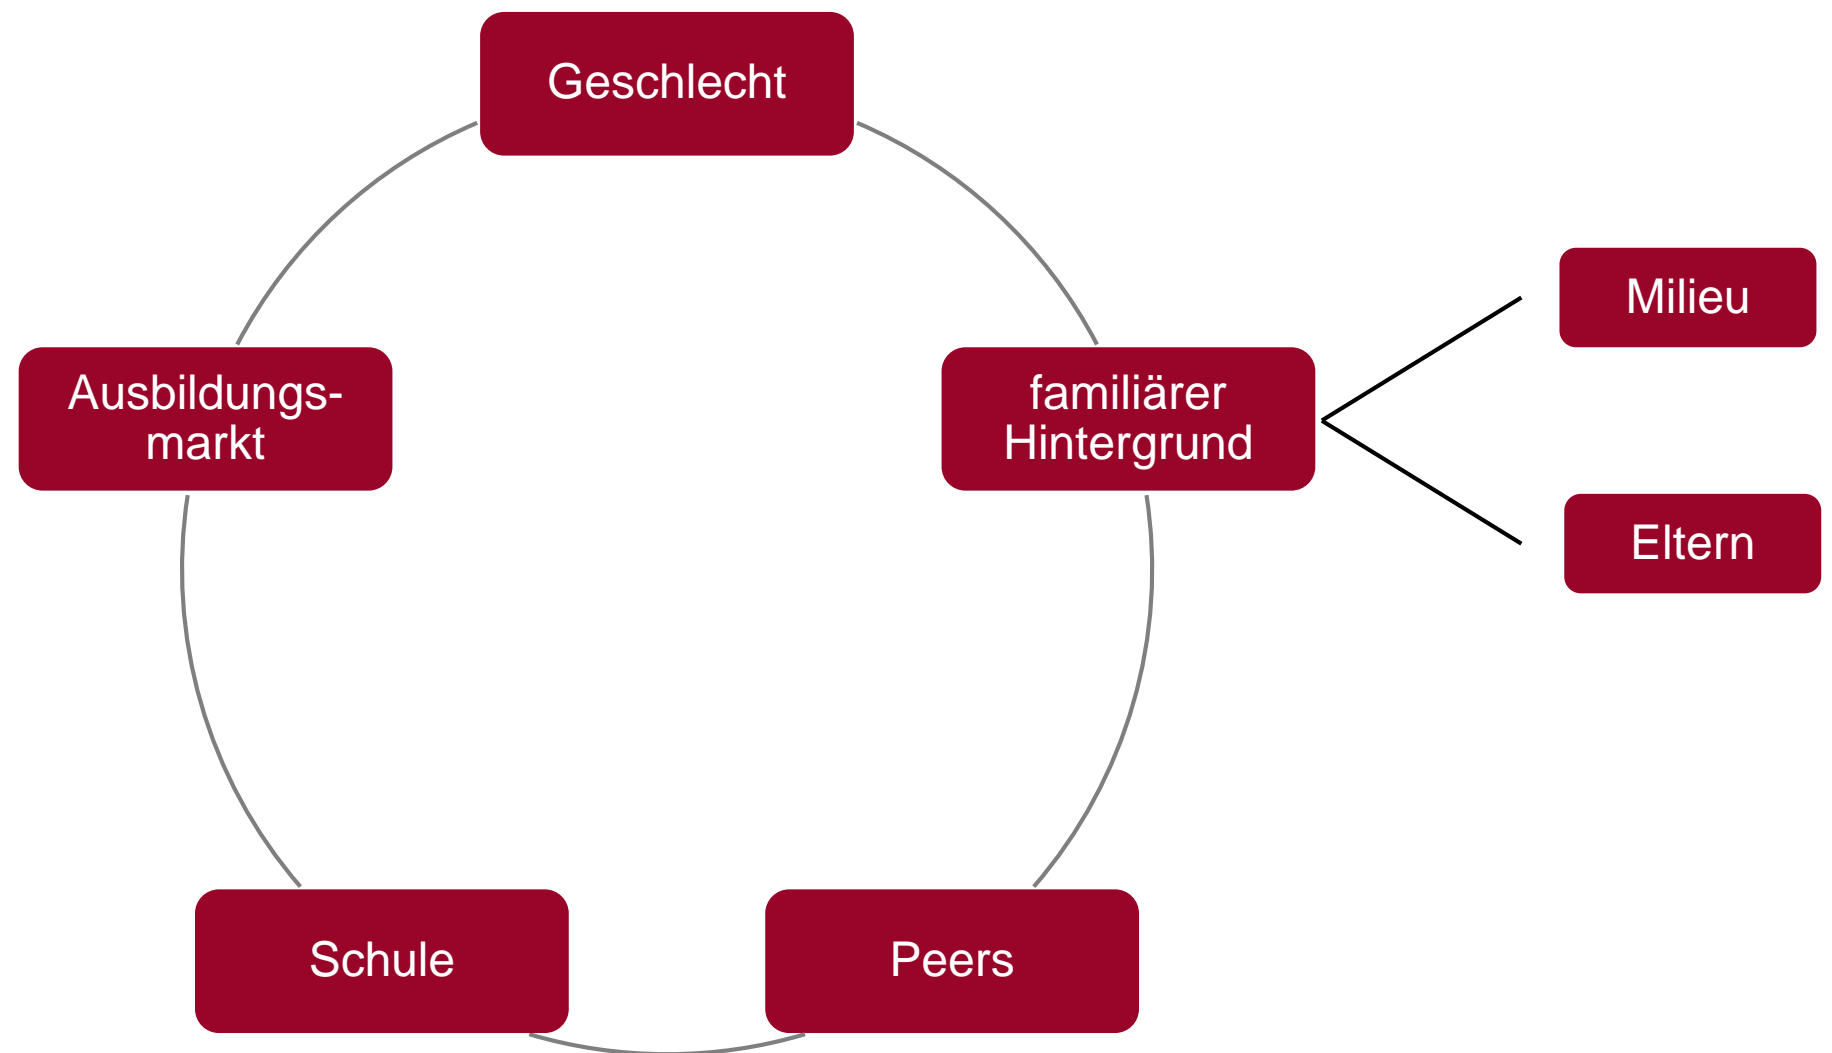 Geschlecht
Milieu
Ausbildungs-
markt
familiärer
Hintergrund
Eltern
Schule
Peers